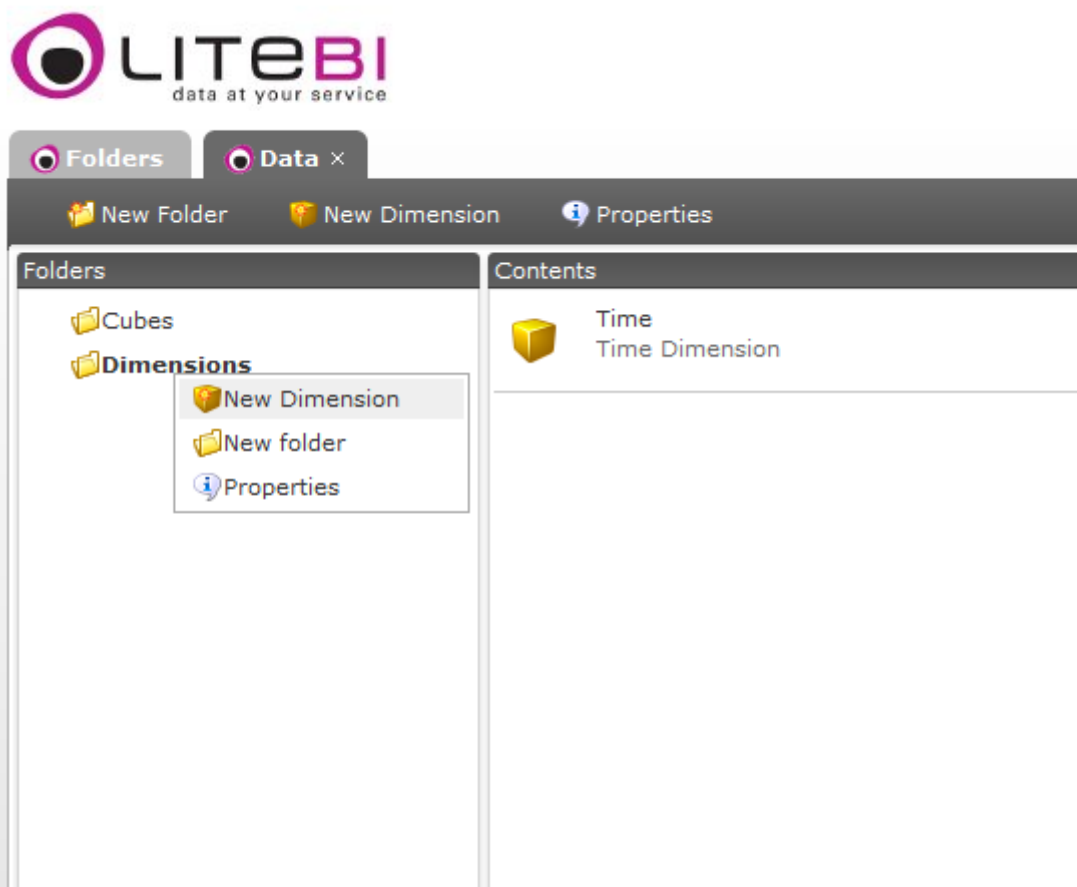 LITEBI
data at your service
Folders Data ×
New Folder New Dimension Properties
Folders
Cubes
Dimensions
New Dimension
New folder
Properties
Contents
Time
Time Dimension